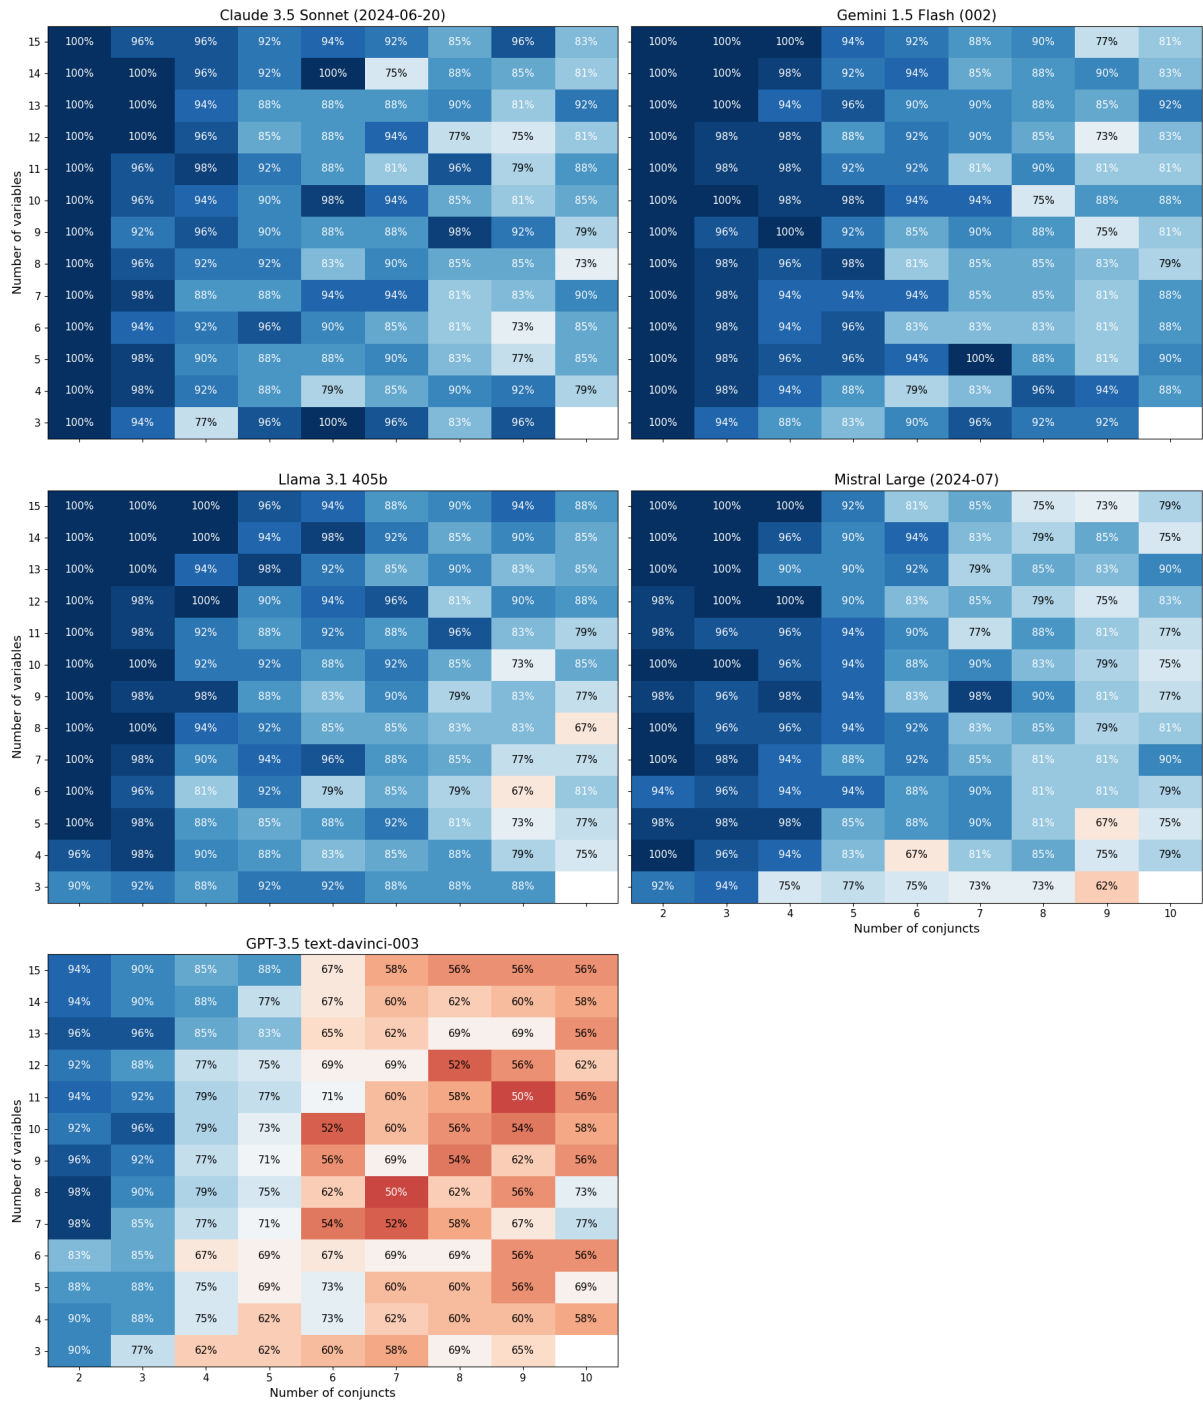 Claude 3.5 Sonnet (2024-06-20)
Number of variables
15 100% 96% 96% 92% 94% 92% 85% 96% 83%
14 100% 100% 96% 92% 100% 75% 88% 85% 81%
13 100% 100% 94% 88% 88% 88% 90% 81% 92%
12 100% 100% 96% 85% 88% 94% 77% 75% 81%
11 100% 96% 98% 92% 88% 81% 96% 79% 88%
10 100% 96% 94% 90% 98% 94% 85% 81% 85%
9 100% 92% 96% 90% 88% 88% 98% 92% 79%
8 100% 96% 92% 92% 83% 90% 85% 85% 73%
7 100% 98% 88% 88% 94% 94% 81% 83% 90%
6 100% 94% 92% 96% 90% 85% 81% 73% 85%
5 100% 98% 90% 88% 88% 90% 83% 77% 85%
4 100% 98% 92% 88% 79% 85% 90% 92% 79%
3 100% 94% 77% 96% 100% 96% 83% 96%
Gemini 1.5 Flash (002)
100% 100% 100% 94% 92% 88% 90% 77% 81%
100% 100% 98% 92% 94% 85% 88% 90% 83%
100% 100% 94% 96% 90% 90% 88% 85% 92%
100% 98% 98% 88% 92% 90% 85% 73% 83%
100% 98% 98% 92% 92% 81% 90% 81% 81%
100% 100% 98% 98% 94% 94% 75% 88% 88%
100% 96% 100% 92% 85% 90% 88% 75% 81%
100% 98% 96% 98% 81% 85% 85% 83% 79%
100% 98% 94% 94% 94% 85% 85% 81% 88%
100% 98% 94% 96% 83% 83% 83% 81% 88%
100% 98% 96% 96% 94% 100% 88% 81% 90%
100% 98% 94% 88% 79% 83% 96% 94% 88%
100% 94% 88% 83% 90% 96% 92% 92%
Llama 3.1 405b
Number of variables
15 100% 100% 100% 96% 94% 88% 90% 94% 88%
14 100% 100% 100% 94% 98% 92% 85% 90% 85%
13 100% 100% 94% 98% 92% 85% 90% 83% 85%
12 100% 98% 100% 90% 94% 96% 81% 90% 88%
11 100% 98% 92% 88% 92% 88% 96% 83% 79%
10 100% 100% 92% 92% 88% 92% 85% 73% 85%
9 100% 98% 98% 88% 83% 90% 79% 83% 77%
8 100% 100% 94% 92% 85% 85% 83% 83% 67%
7 100% 98% 90% 94% 96% 88% 85% 77% 77%
6 100% 96% 81% 92% 79% 85% 79% 67% 81%
5 100% 98% 88% 85% 88% 92% 81% 73% 77%
4 96% 98% 90% 88% 83% 85% 88% 79% 75%
3 90% 92% 88% 92% 92% 88% 88% 88%
Mistral Large (2024-07)
100% 100% 100% 92% 81% 85% 75% 73% 79%
100% 100% 96% 90% 94% 83% 79% 85% 75%
100% 100% 90% 90% 92% 79% 85% 83% 90%
98% 100% 100% 90% 83% 85% 79% 75% 83%
98% 96% 96% 94% 90% 77% 88% 81% 77%
100% 100% 96% 94% 88% 90% 83% 79% 75%
98% 96% 98% 94% 83% 98% 90% 81% 77%
100% 96% 96% 94% 92% 83% 85% 79% 81%
100% 98% 94% 88% 92% 85% 81% 81% 90%
94% 96% 94% 94% 88% 90% 81% 81% 79%
98% 98% 98% 85% 88% 90% 81% 67% 75%
100% 96% 94% 83% 67% 81% 85% 75% 79%
92% 94% 75% 77% 75% 73% 73% 62%
2 3 4 5 6 7 8 9 10
Number of conjuncts
GPT-3.5 text-davinci-003
Number of variables
15 94% 90% 85% 88% 67% 58% 56% 56% 56%
14 94% 90% 88% 77% 67% 60% 62% 60% 58%
13 96% 96% 85% 83% 65% 62% 69% 69% 56%
12 92% 88% 77% 75% 69% 69% 52% 56% 62%
11 94% 92% 79% 77% 71% 60% 58% 50% 56%
10 92% 96% 79% 73% 52% 60% 56% 54% 58%
9 96% 92% 77% 71% 56% 69% 54% 62% 56%
8 98% 90% 79% 75% 62% 50% 62% 56% 73%
7 98% 85% 77% 71% 54% 52% 58% 67% 77%
6 83% 85% 67% 69% 67% 69% 69% 56% 56%
5 88% 88% 75% 69% 73% 60% 60% 56% 69%
4 90% 88% 75% 62% 73% 62% 60% 60% 58%
3 90% 77% 62% 62% 60% 58% 69% 65%
2 3 4 5 6 7 8 9 10
Number of conjuncts